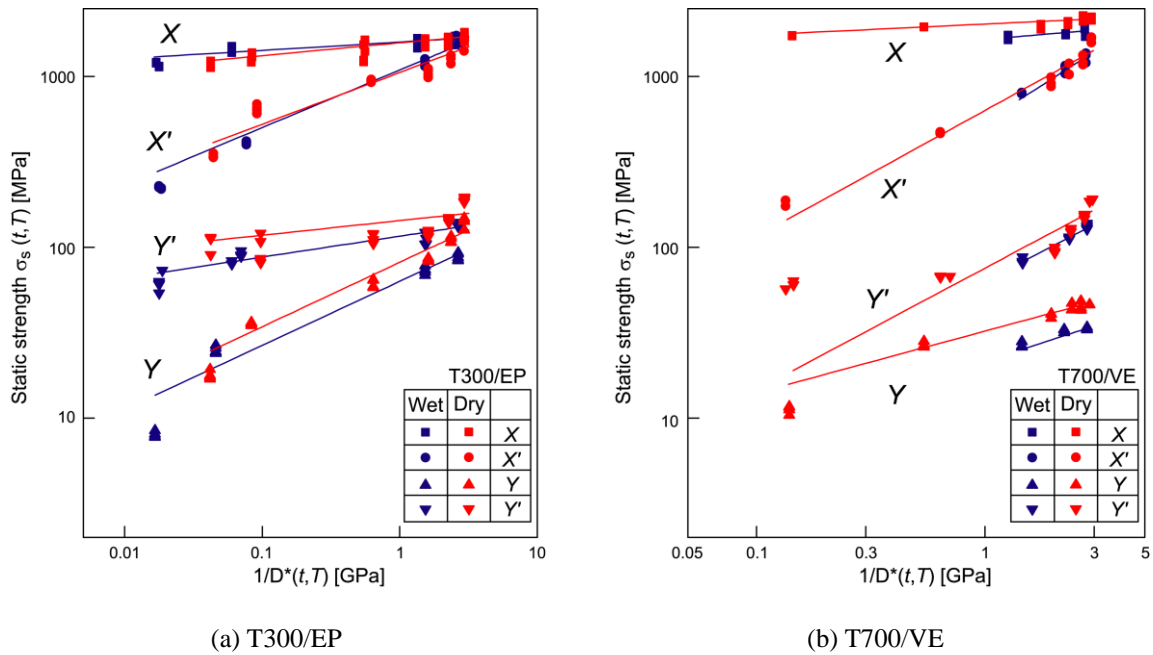 Static strength σs (t,T) [MPa]
1000
100
10
X
X'
Y'
Y
T300/EP
Wet Dry
X
X'
Y
Y'
0.01 0.1 1 10
1/D*(t,T) [GPa]
(a) T300/EP
Static strength σs (t,T) [MPa]
1000
100
10
X
X'
Y'
Y
T700/VE
Wet Dry
X
X'
Y
Y'
0.05 0.1 0.3 1 3 5
1/D*(t,T) [GPa]
(b) T700/VE